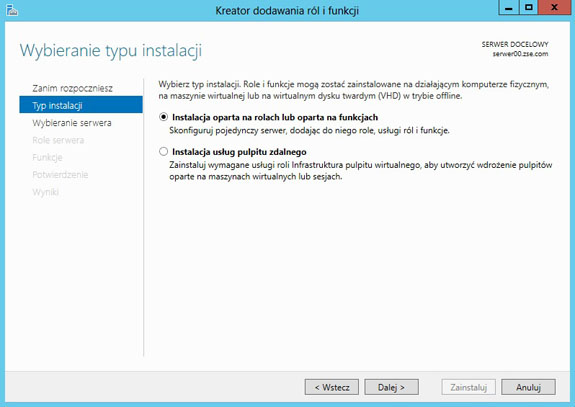 Kreator dodawania ról i funkcji
Wybieranie typu instalacji
SERWER DOCELOWY
serwer00.zse.com
Zanim rozpoczniesz
Typ instalacji
Wybieranie serwera
Role serwera
Funkcje
Potwierdzenie
Wyniki
Wybierz typ instalacji. Role i funkcje mogą zostać zainstalowane na działającym komputerze fizycznym,
na maszynie wirtualnej lub na wirtualnym dysku twardym (VHD) w trybie offline.
Instalacja oparta na rolach lub oparta na funkcjach
Skonfiguruj pojedynczy serwer, dodając do niego role, usługi ról i funkcje.
Instalacja usług pulpitu zdalnego
Zainstaluj wymagane usługi roli Infrastruktura pulpitu wirtualnego, aby utworzyć wdrożenie pulpitów
oparte na maszynach wirtualnych lub sesjach.
< Wstecz
Dalej >
Zainstaluj
Anuluj